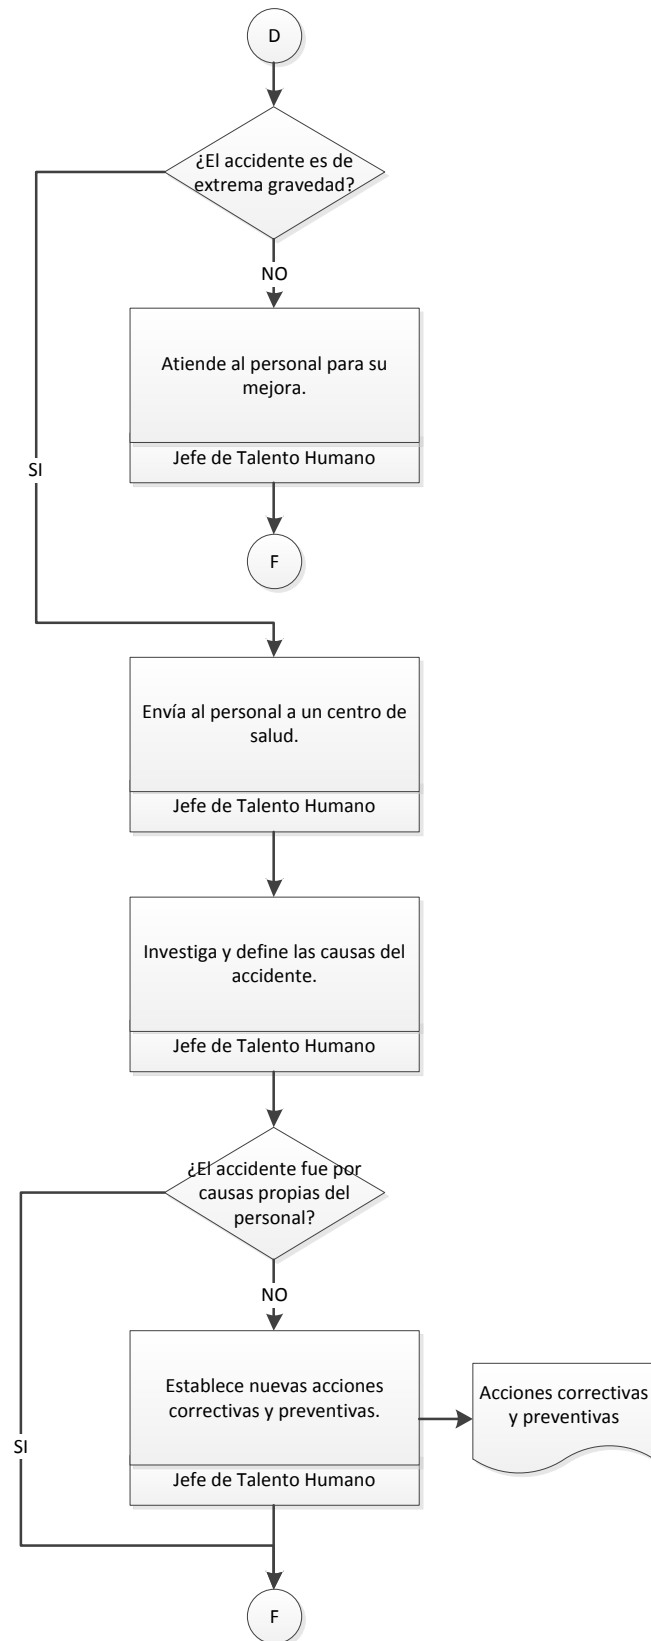 D
¿El accidente es de
extrema gravedad?
NO
Atiende al personal para su
mejora.
Jefe de Talento Humano
SI
F
Envía al personal a un centro de
salud.
Jefe de Talento Humano
Investiga y define las causas del
accidente.
Jefe de Talento Humano
¿El accidente fue por
causas propias del
personal?
NO
Establece nuevas acciones
correctivas y preventivas.
Jefe de Talento Humano
Acciones correctivas
y preventivas
SI
F